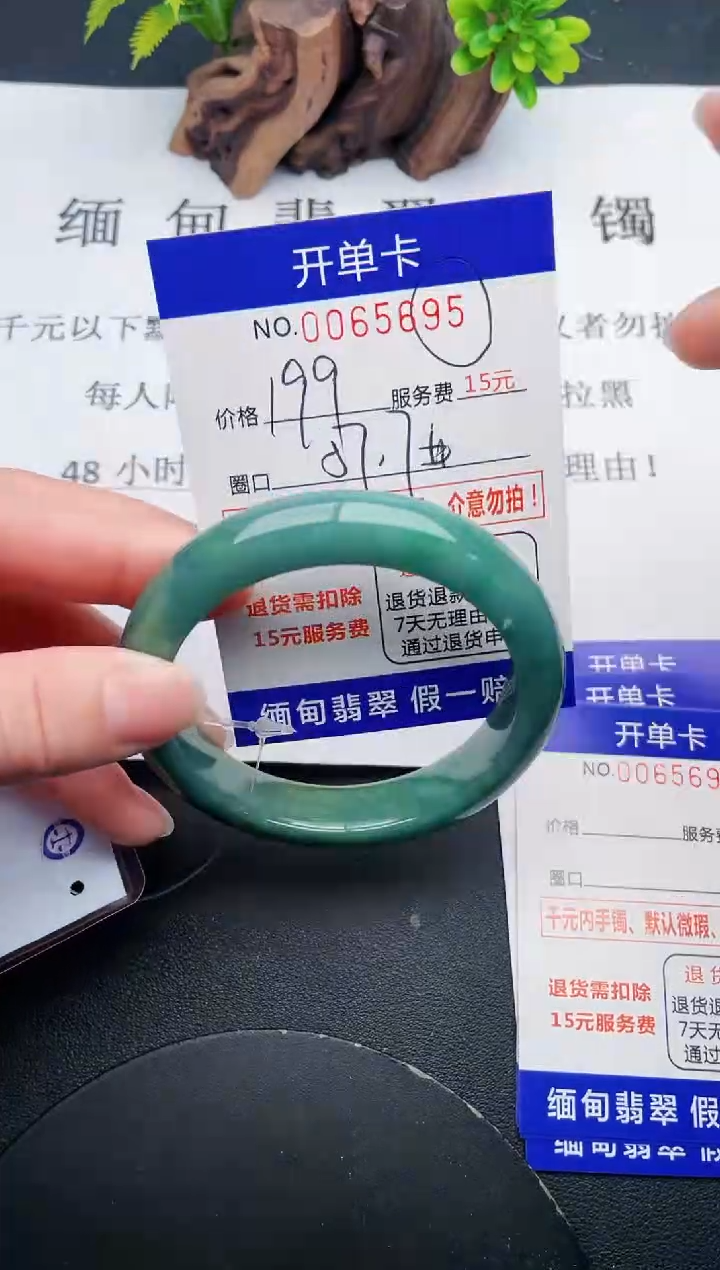 缅甸翡翠 镯
开单卡
NO.0065695
千元以下
者勿拍
价格 199 服务费 15元
每人
拉黑
圈口 57.7
48 小时
理由！
介意勿拍！
退货需扣除
15元服务费
退货退款
7天无理由
通过退货申
缅甸翡翠 假一赔
开单卡
开单卡
开单卡
NO.006569
价格 服务费
圈口
千元内手镯、默认微瑕、
退货需扣除
15元服务费
退货
退货退
7天无
通过
缅甸翡翠 假
缅甸翡翠